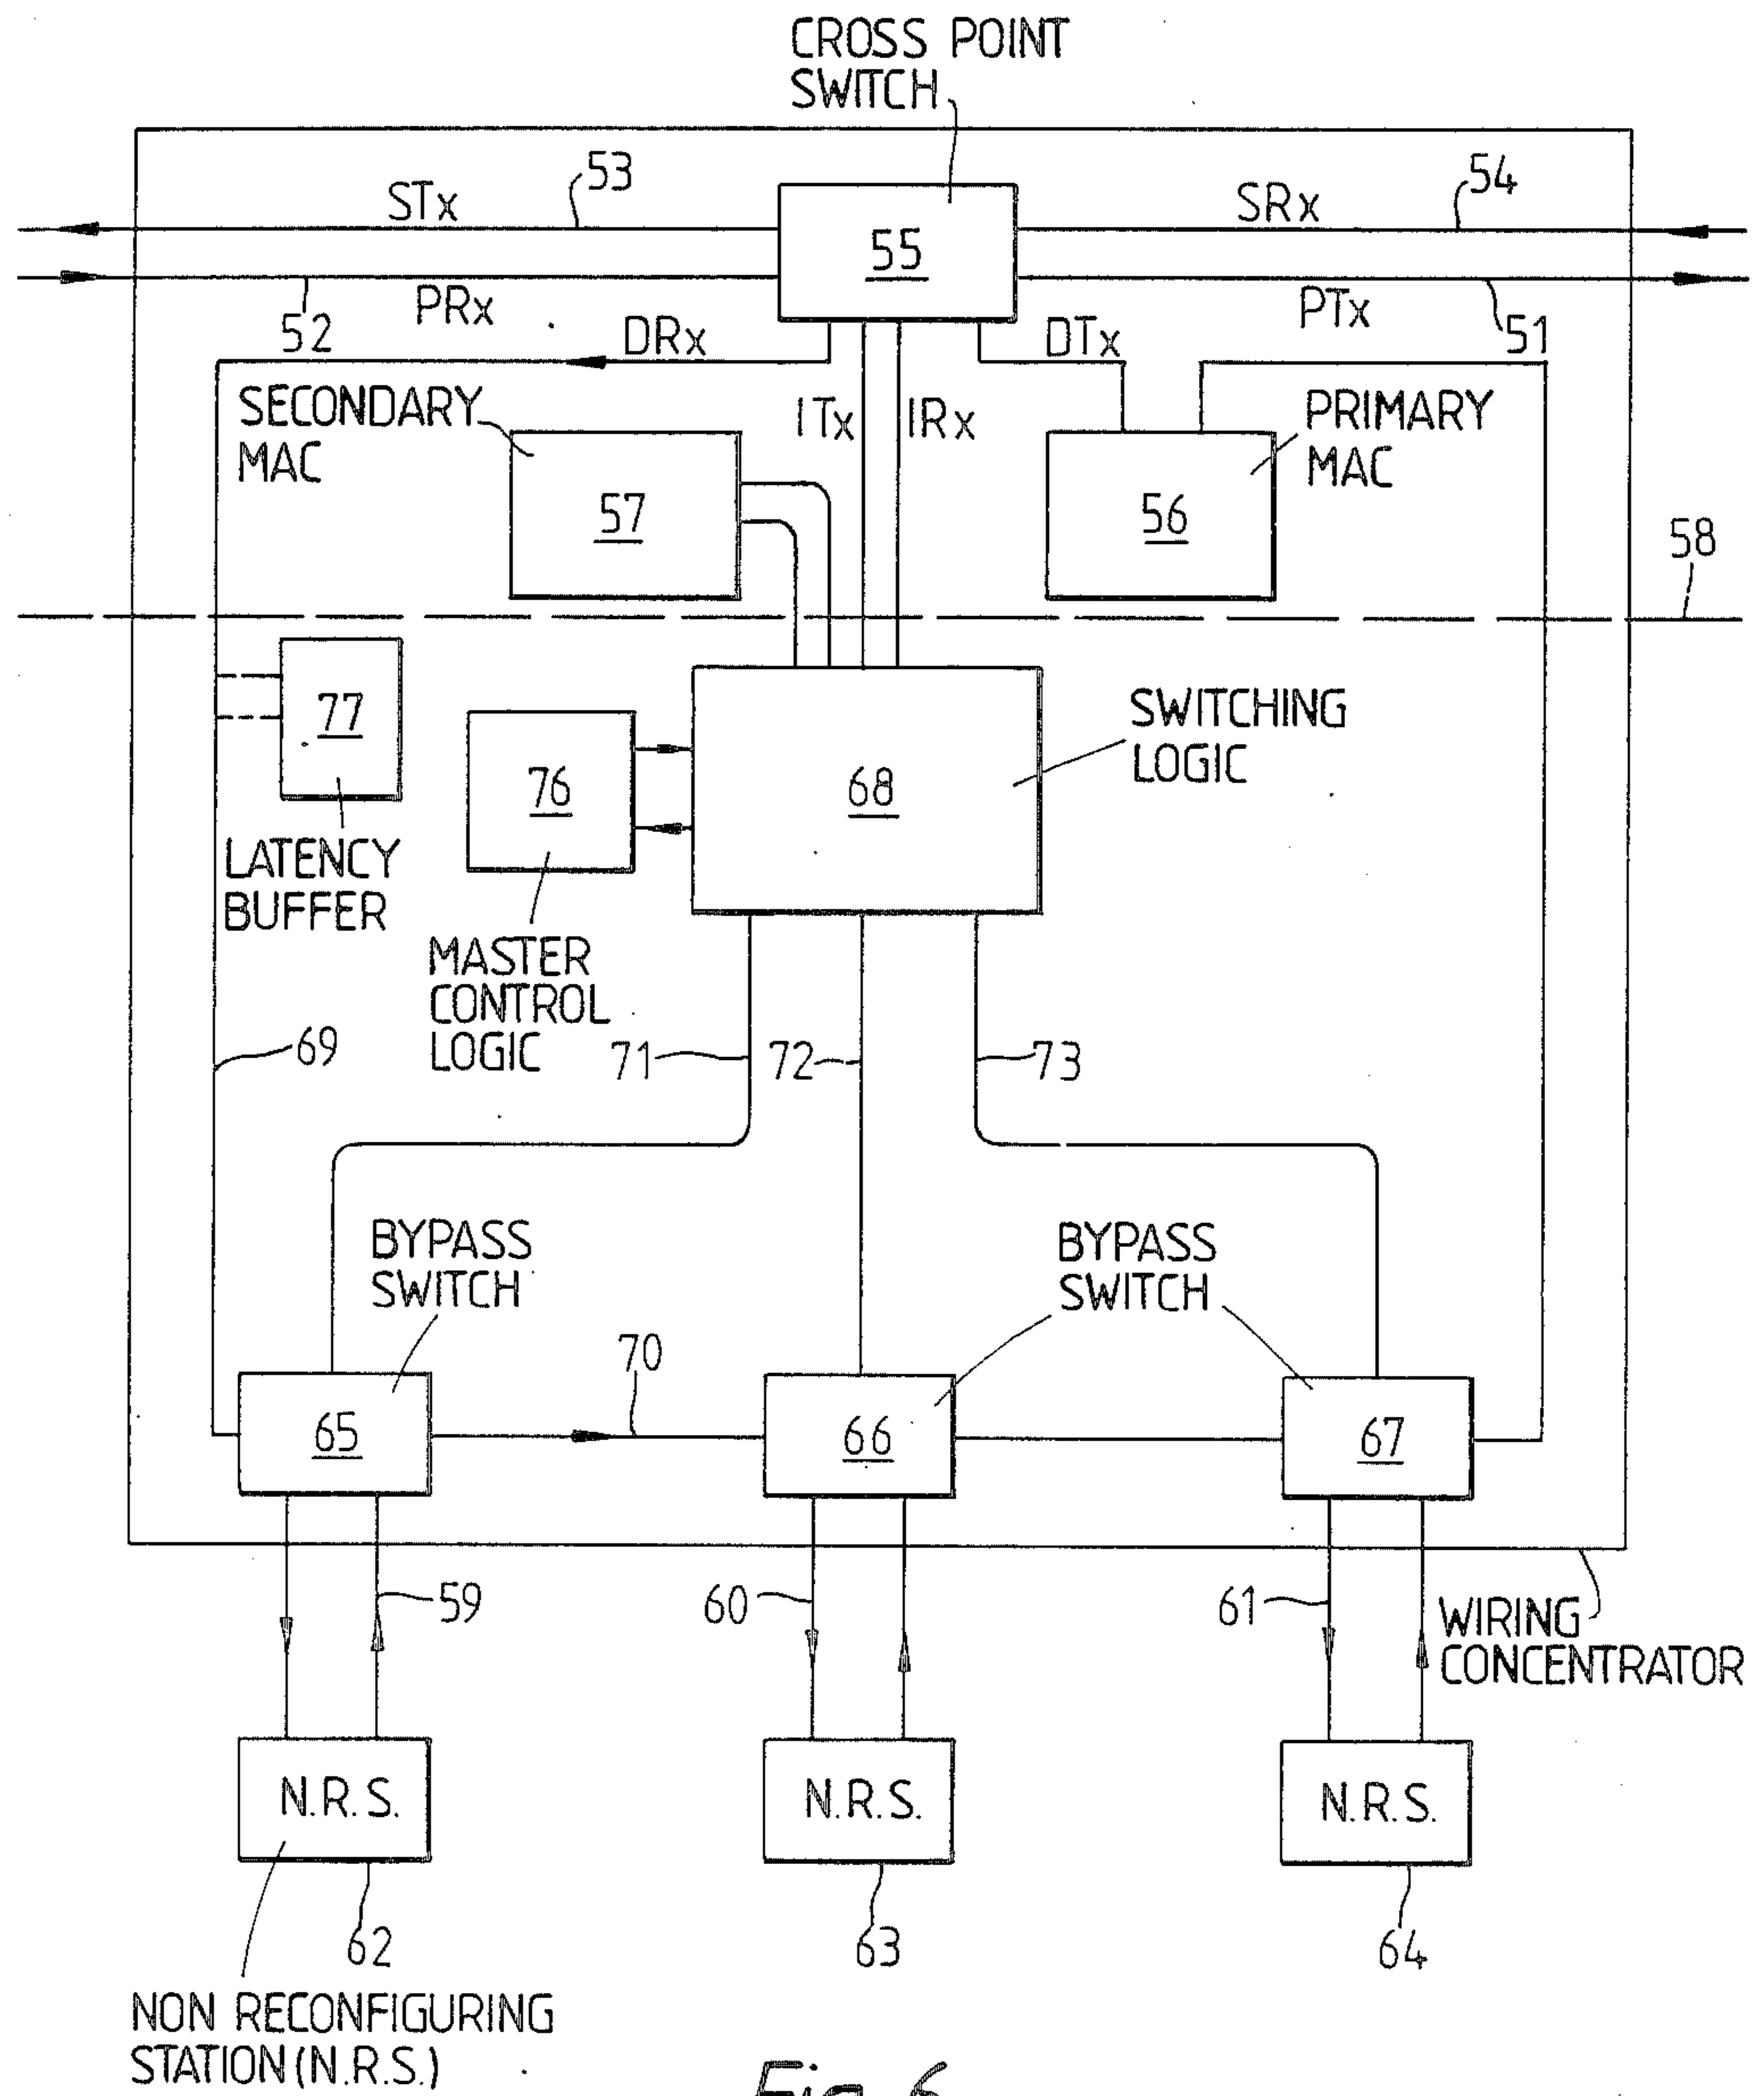 CROSS POINT
SWITCH
53
54
STx
SRx
55
52
PRx
PTx
51
DRx
DTx
SECONDARY
MAC
ITx
IRx
PRIMARY
MAC
57
56
58
77
76
68
SWITCHING
LOGIC
LATENCY
BUFFER
MASTER
CONTROL
LOGIC
69
71
72
73
BYPASS
SWITCH
BYPASS
SWITCH
70
65
66
67
59
60
61
WIRING
CONCENTRATOR
N.R.S.
N.R.S.
N.R.S.
62
63
64
NON RECONFIGURING
STATION (N.R.S.)
Fig. 6